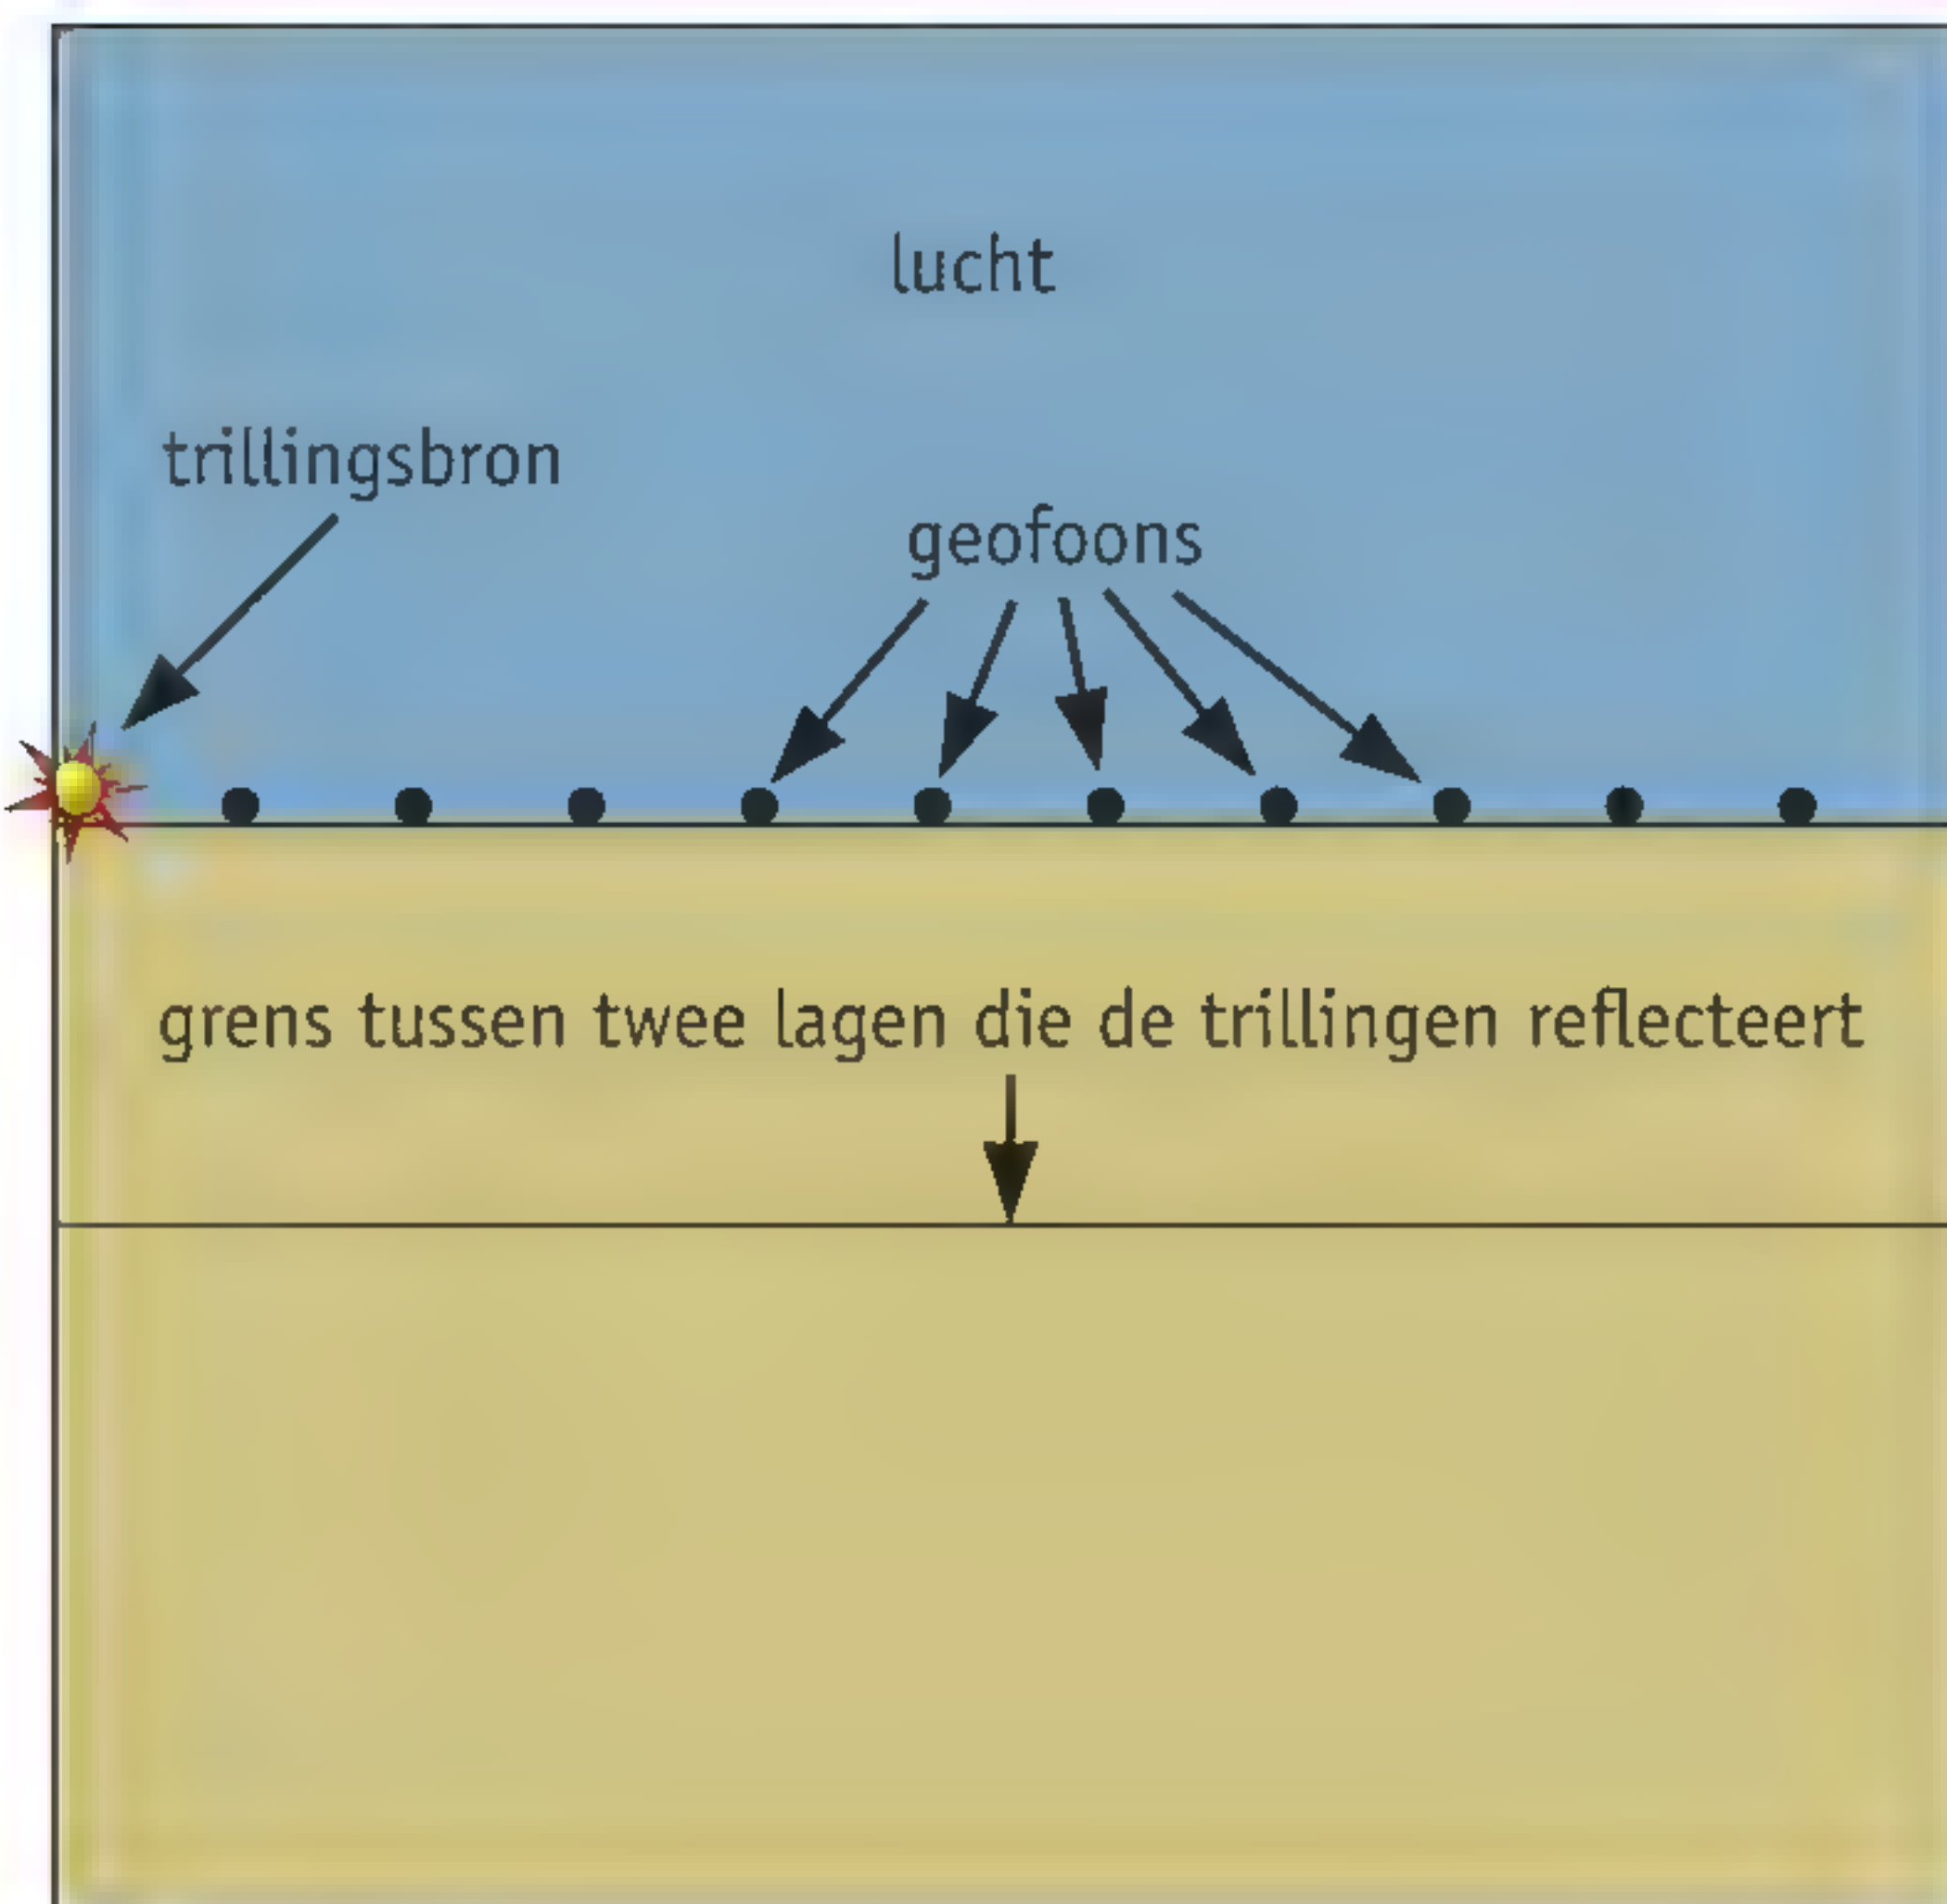 lucht
trillingsbron
geofoons
grens tussen twee lagen die de trillingen reflecteert